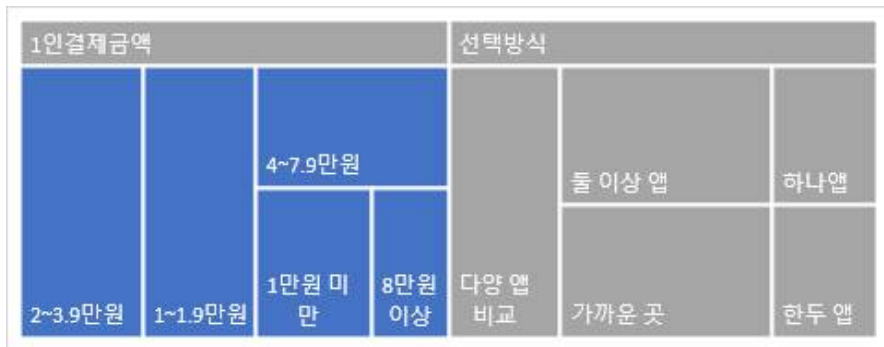 1인결제금액
선택방식
2~3.9만원
1~1.9만원
4~7.9만원
1만원 미
만
8만원
이상
다양 앱
비교
둘 이상 앱
하나앱
가까운 곳
한두 앱